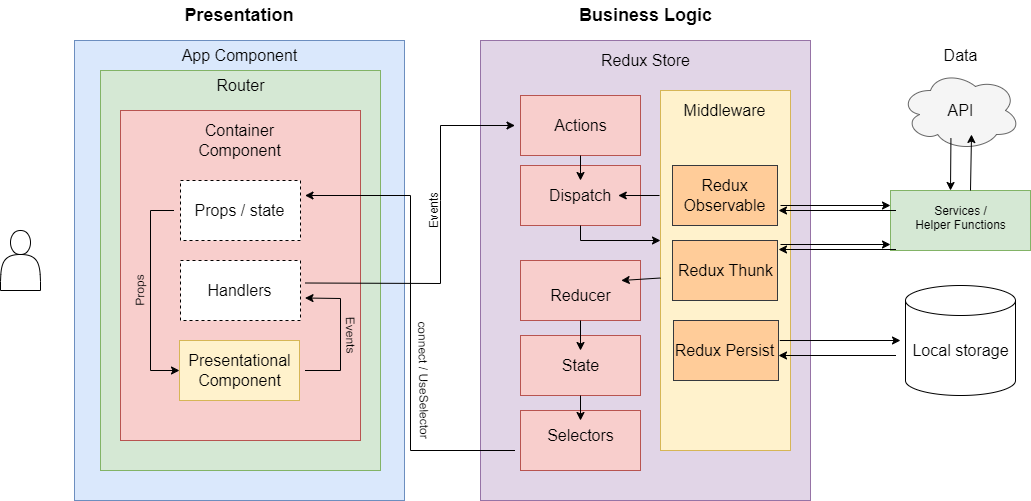 Presentation
Business Logic
App Component
Router
Container
Component
Props / state
Handlers
Presentational
Component
Props
Events
Events
connect / UseSelector
Redux Store
Actions
Dispatch
Reducer
State
Selectors
Middleware
Redux
Observable
Redux Thunk
Redux Persist
Data
API
Services /
Helper Functions
Local storage